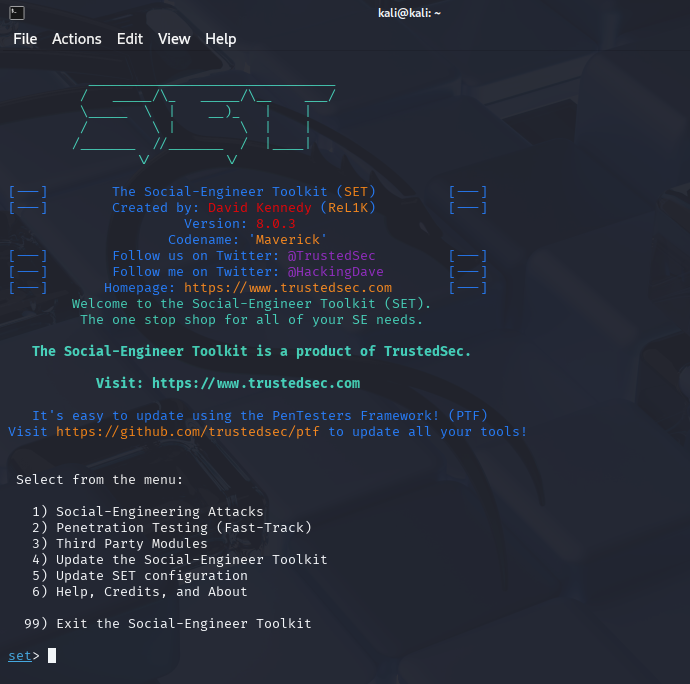 kali@kali: ~
File Actions Edit View Help
SET
[---] The Social-Engineer Toolkit (SET) [---]
[---] Created by: David Kennedy (ReL1K) [---]
Version: 8.0.3
Codename: 'Maverick'
[---] Follow us on Twitter: @TrustedSec [---]
[---] Follow me on Twitter: @HackingDave [---]
[---] Homepage: https://www.trustedsec.com [---]
Welcome to the Social-Engineer Toolkit (SET).
The one stop shop for all of your SE needs.
The Social-Engineer Toolkit is a product of TrustedSec.
Visit: https://www.trustedsec.com
It's easy to update using the PenTesters Framework! (PTF)
Visit https://github.com/trustedsec/ptf to update all your tools!
Select from the menu:
1) Social-Engineering Attacks
2) Penetration Testing (Fast-Track)
3) Third Party Modules
4) Update the Social-Engineer Toolkit
5) Update SET configuration
6) Help, Credits, and About
99) Exit the Social-Engineer Toolkit
set>